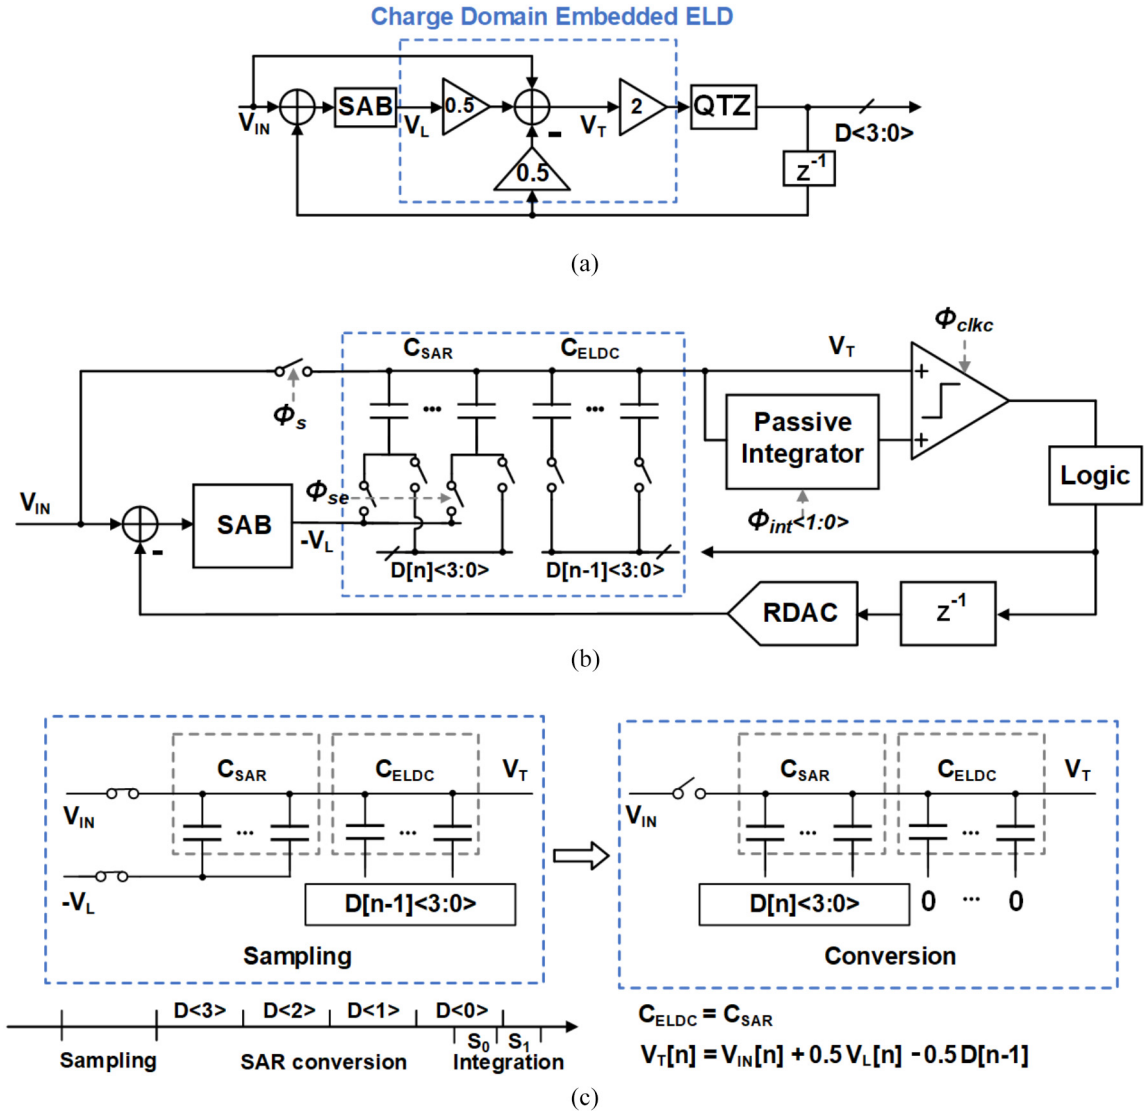 Charge Domain Embedded ELD
SAB 0.5 2 QTZ
V_IN V_L V_T D<3:0>
- 0.5 z⁻¹
(a)
C_SAR C_ELDC V_T Φ_clkc
... ... +
Φ_s Passive
Integrator +
Logic
V_IN Φ_se
SAB -V_L Φ_int<1:0>
- D[n]<3:0> D[n-1]<3:0>
RDAC z⁻¹
(b)
C_SAR C_ELDC V_T C_SAR C_ELDC V_T
V_IN V_IN
... ... ... ...
-V_L D[n-1]<3:0> D[n]<3:0> 0 ... 0
Sampling Conversion
D<3> D<2> D<1> D<0>
S₀ S₁
Sampling SAR conversion Integration
C_ELDC = C_SAR
V_T[n] = V_IN[n] + 0.5 V_L[n] - 0.5 D[n-1]
(c)